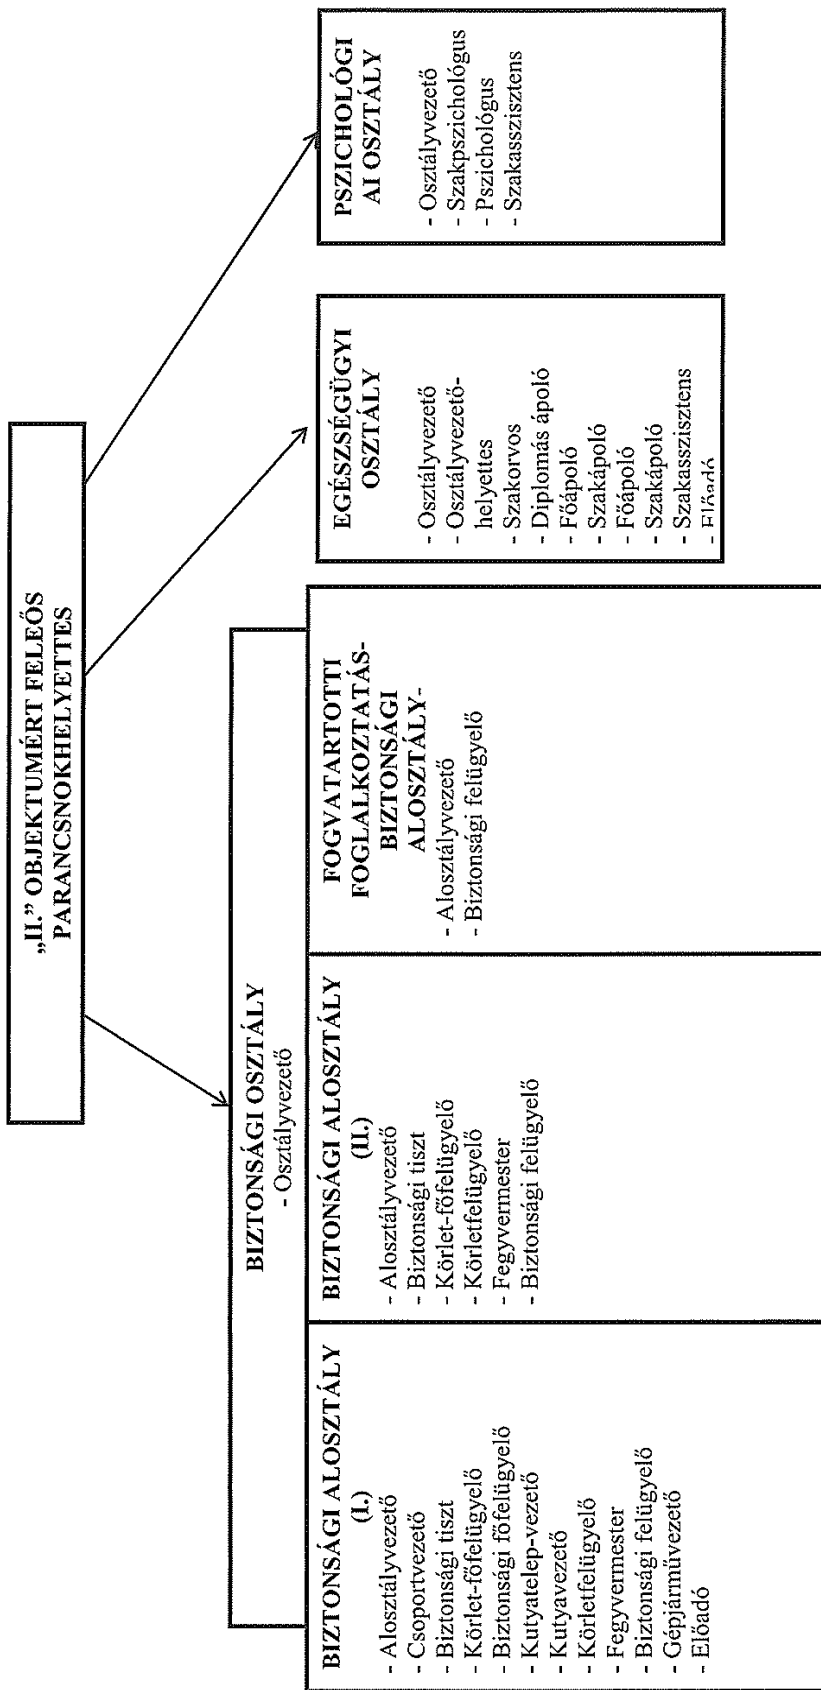 „II.” OBJEKTUMÉRT FELEŐS
PARANCSNOKHELYETTES
BIZTONSÁGI OSZTÁLY
- Osztályvezető
BIZTONSÁGI ALOSZTÁLY
(I.)
- Alosztályvezető
- Csoportvezető
- Biztonsági tiszt
- Körlet-főfelügyelő
- Biztonsági főfelügyelő
- Kutyatelep-vezető
- Kutyavezető
- Körletfelügyelő
- Fegyvermester
- Biztonsági felügyelő
- Gépjárművezető
- Előadó
BIZTONSÁGI ALOSZTÁLY
(II.)
- Alosztályvezető
- Biztonsági tiszt
- Körlet-főfelügyelő
- Körletfelügyelő
- Fegyvermester
- Biztonsági felügyelő
FOGVATARTOTTI
FOGLALKOZTATÁS-
BIZTONSÁGI
ALOSZTÁLY-
- Alosztályvezető
- Biztonsági felügyelő
EGÉSZSÉGÜGYI
OSZTÁLY
- Osztályvezető
- Osztályvezető-
helyettes
- Szakorvos
- Diplomás ápoló
- Főápoló
- Szakápoló
- Főápoló
- Szakápoló
- Szakasszisztens
- Előadó
PSZICHOLÓGI
AI OSZTÁLY
- Osztályvezető
- Szakpszichológus
- Pszichológus
- Szakasszisztens